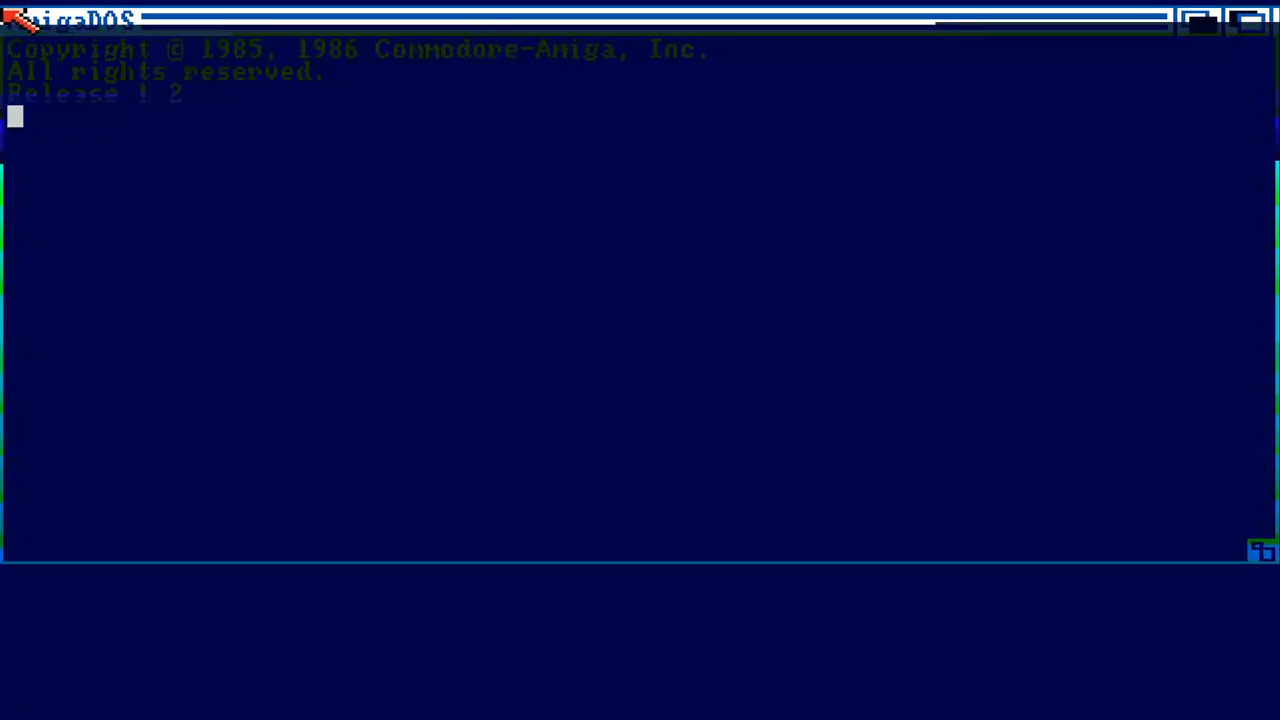 AmigaDOS
Copyright © 1985, 1986 Commodore-Amiga, Inc.
All rights reserved.
Release 1.2